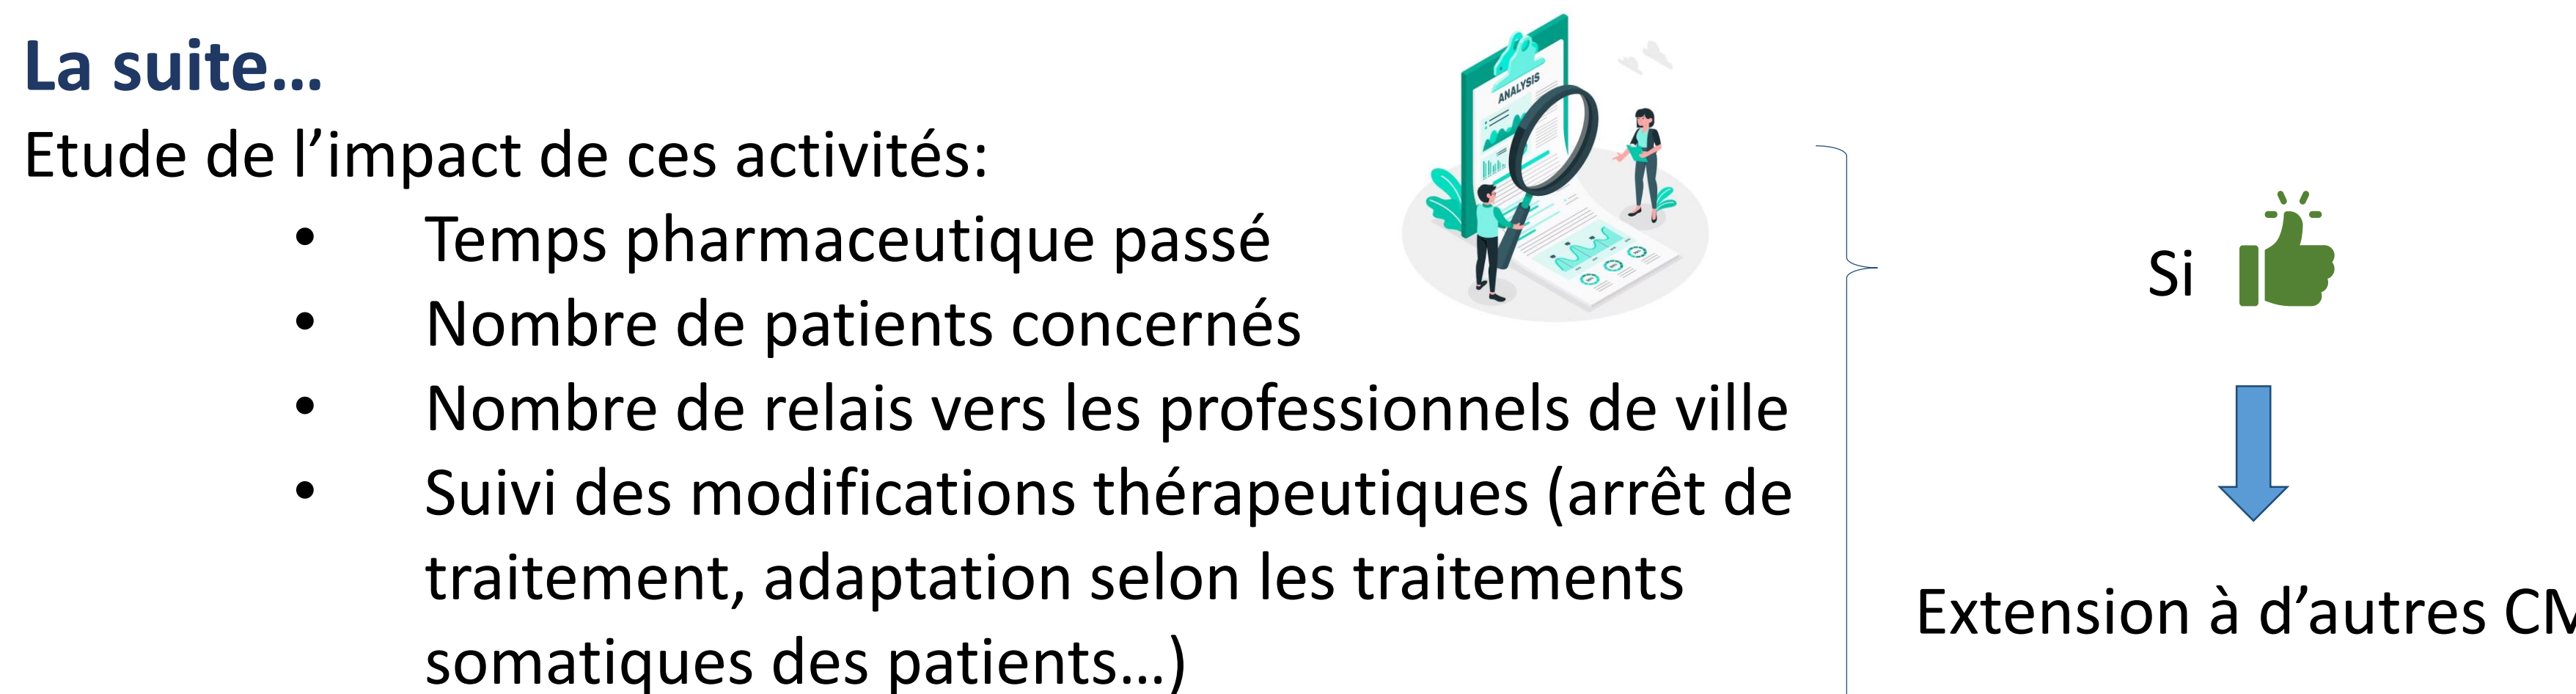 La suite…
Etude de l’impact de ces activités:
ANALYSIS
• Temps pharmaceutique passé
• Nombre de patients concernés
• Nombre de relais vers les professionnels de ville
• Suivi des modifications thérapeutiques (arrêt de
traitement, adaptation selon les traitements
somatiques des patients…)
Si
Extension à d’autres